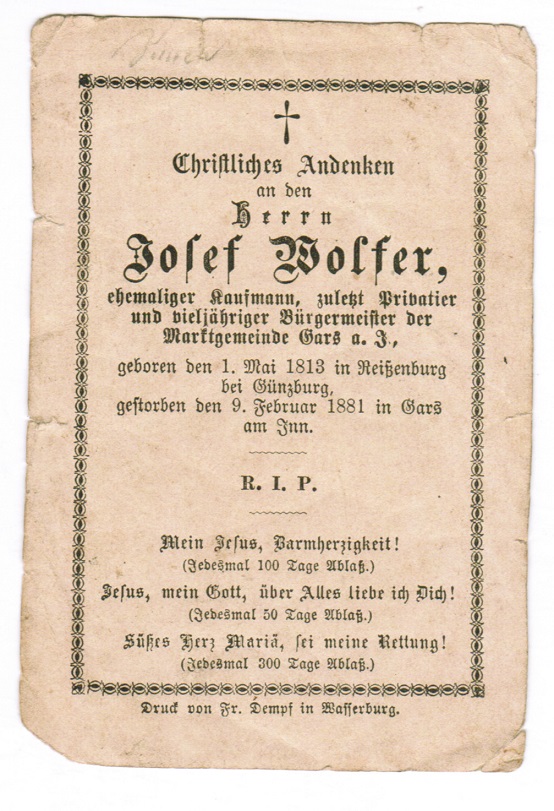 Christliches Andenken
an den
Herrn
Josef Wolfer,
ehemaliger Kaufmann, zuletzt Privatier
und vieljähriger Bürgermeister der
Marktgemeinde Gars a. J.,
geboren den 1. Mai 1813 in Reißenburg
bei Günzburg,
gestorben den 9. Februar 1881 in Gars
am Inn.
R. I. P.
Mein Jesus, Barmherzigkeit!
(Jedesmal 100 Tage Ablaß.)
Jesus, mein Gott, über Alles liebe ich Dich!
(Jedesmal 50 Tage Ablaß.)
Süßes Herz Mariä, sei meine Rettung!
(Jedesmal 300 Tage Ablaß.)
Druck von Fr. Dempf in Wasserburg.